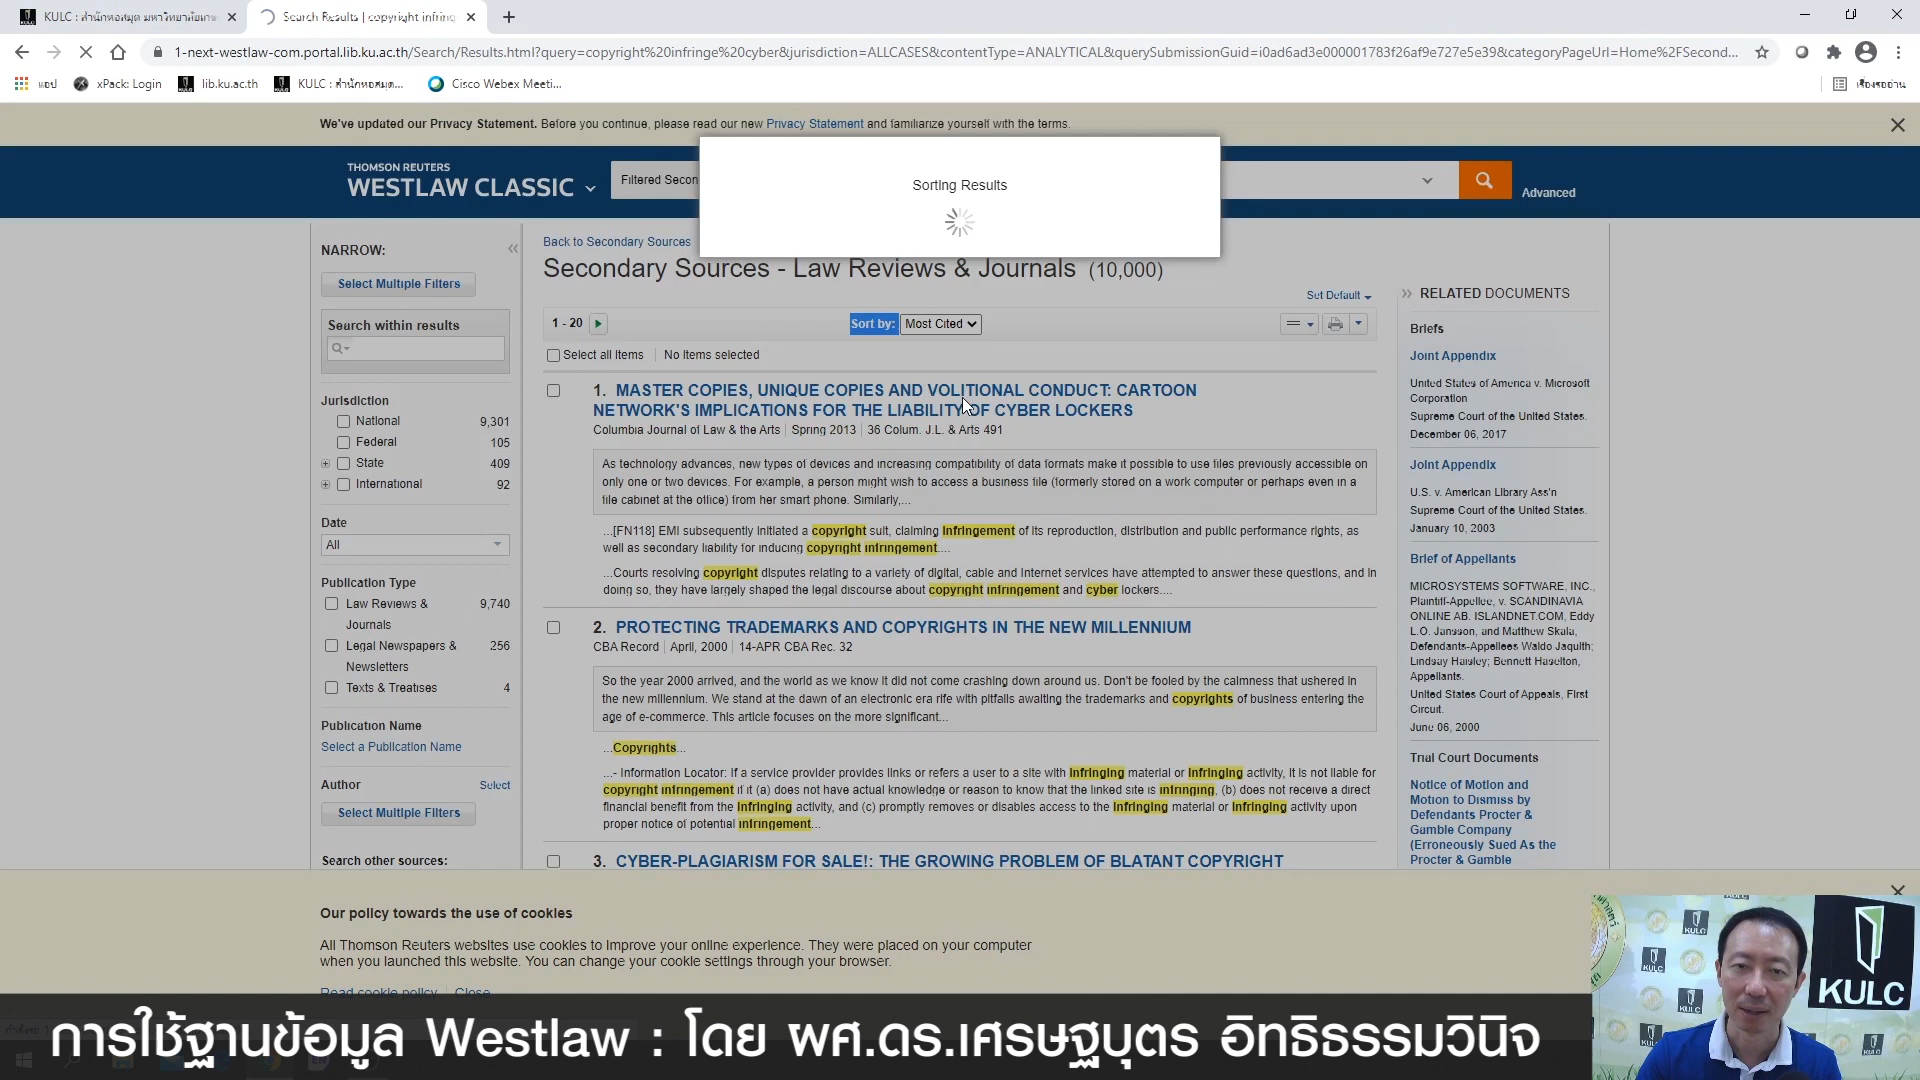 KULC : สำนักหอสมุด มหาวิทยาลัยเกษ
Search Results | copyright infring
1-next-westlaw-com.portal.lib.ku.ac.th/Search/Results.html?query=copyright%20infringe%20cyber&jurisdiction=ALLCASES&contentType=ANALYTICAL&querySubmissionGuid=i0ad6ad3e000001783f26af9e727e5e39&categoryPageUrl=Home%2FSecond...
แอป xPack: Login lib.ku.ac.th KULC : สำนักหอสมุด... Cisco Webex Meeti... เรื่องรออ่าน
We've updated our Privacy Statement. Before you continue, please read our new Privacy Statement and familiarize yourself with the terms.
THOMSON REUTERS
WESTLAW CLASSIC
Filtered Secon
Advanced
Sorting Results
NARROW:
Select Multiple Filters
Search within results
Jurisdiction
National 9,301
Federal 105
State 409
International 92
Date
All
Publication Type
Law Reviews & 9,740
Journals
Legal Newspapers & 256
Newsletters
Texts & Treatises 4
Publication Name
Select a Publication Name
Author Select
Select Multiple Filters
Search other sources:
Back to Secondary Sources
Secondary Sources - Law Reviews & Journals (10,000)
Set Default
1 - 20 Sort by: Most Cited
Select all items No items selected
1. MASTER COPIES, UNIQUE COPIES AND VOLITIONAL CONDUCT: CARTOON
NETWORK'S IMPLICATIONS FOR THE LIABILITY OF CYBER LOCKERS
Columbia Journal of Law & the Arts Spring 2013 36 Colum. J.L. & Arts 491
As technology advances, new types of devices and increasing compatibility of data formats make it possible to use files previously accessible on
only one or two devices. For example, a person might wish to access a business file (formerly stored on a work computer or perhaps even in a
file cabinet at the office) from her smart phone. Similarly,...
...[FN118] EMI subsequently initiated a copyright suit, claiming infringement of its reproduction, distribution and public performance rights, as
well as secondary liability for inducing copyright infringement....
...Courts resolving copyright disputes relating to a variety of digital, cable and Internet services have attempted to answer these questions, and in
doing so, they have largely shaped the legal discourse about copyright infringement and cyber lockers....
2. PROTECTING TRADEMARKS AND COPYRIGHTS IN THE NEW MILLENNIUM
CBA Record April, 2000 14-APR CBA Rec. 32
So the year 2000 arrived, and the world as we know it did not come crashing down around us. Don't be fooled by the calmness that ushered in
the new millennium. We stand at the dawn of an electronic era rife with pitfalls awaiting the trademarks and copyrights of business entering the
age of e-commerce. This article focuses on the more significant...
...Copyrights...
...- Information Locator: If a service provider provides links or refers a user to a site with infringing material or infringing activity, it is not liable for
copyright infringement if it (a) does not have actual knowledge or reason to know that the linked site is infringing, (b) does not receive a direct
financial benefit from the infringing activity, and (c) promptly removes or disables access to the infringing material or infringing activity upon
proper notice of potential infringement...
3. CYBER-PLAGIARISM FOR SALE!: THE GROWING PROBLEM OF BLATANT COPYRIGHT
RELATED DOCUMENTS
Briefs
Joint Appendix
United States of America v. Microsoft
Corporation
Supreme Court of the United States.
December 06, 2017
Joint Appendix
U.S. v. American Library Ass'n
Supreme Court of the United States.
January 10, 2003
Brief of Appellants
MICROSYSTEMS SOFTWARE, INC.,
Plaintiff-Appellee, v. SCANDINAVIA
ONLINE AB. ISLANDNET.COM, Eddy
L.O. Jansson, and Matthew Skala,
Defendants-Appellees Waldo Jaquith;
Lindsay Haisley; Bennett Haselton,
Appellants.
United States Court of Appeals, First
Circuit.
June 06, 2000
Trial Court Documents
Notice of Motion and
Motion to Dismiss by
Defendants Procter &
Gamble Company
(Erroneously Sued As the
Procter & Gamble
Our policy towards the use of cookies
All Thomson Reuters websites use cookies to improve your online experience. They were placed on your computer
when you launched this website. You can change your cookie settings through your browser.
Read cookie policy Close
KULC
การใช้ฐานข้อมูล Westlaw : โดย ผศ.ดร.เศรษฐบุตร อิทธิธรรมวินิจ